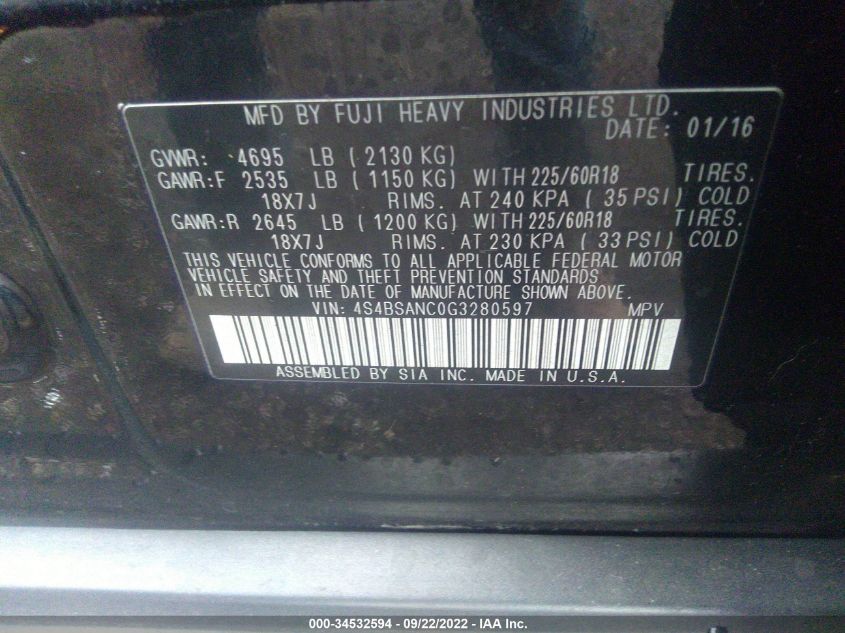 MFD BY FUJI HEAVY INDUSTRIES LTD.
DATE: 01/16
GVWR: 4695 LB ( 2130 KG)
GAWR:F 2535 LB ( 1150 KG) WITH 225/60R18 TIRES.
18X7J RIMS. AT 240 KPA ( 35 PSI) COLD
GAWR:R 2645 LB ( 1200 KG) WITH 225/60R18 TIRES.
18X7J RIMS. AT 230 KPA ( 33 PSI) COLD
THIS VEHICLE CONFORMS TO ALL APPLICABLE FEDERAL MOTOR
VEHICLE SAFETY AND THEFT PREVENTION STANDARDS
IN EFFECT ON THE DATE OF MANUFACTURE SHOWN ABOVE.
VIN: 4S4BSANC0G3280597 MPV
ASSEMBLED BY SIA INC. MADE IN U.S.A.
000-34532594 - 09/22/2022 - IAA Inc.